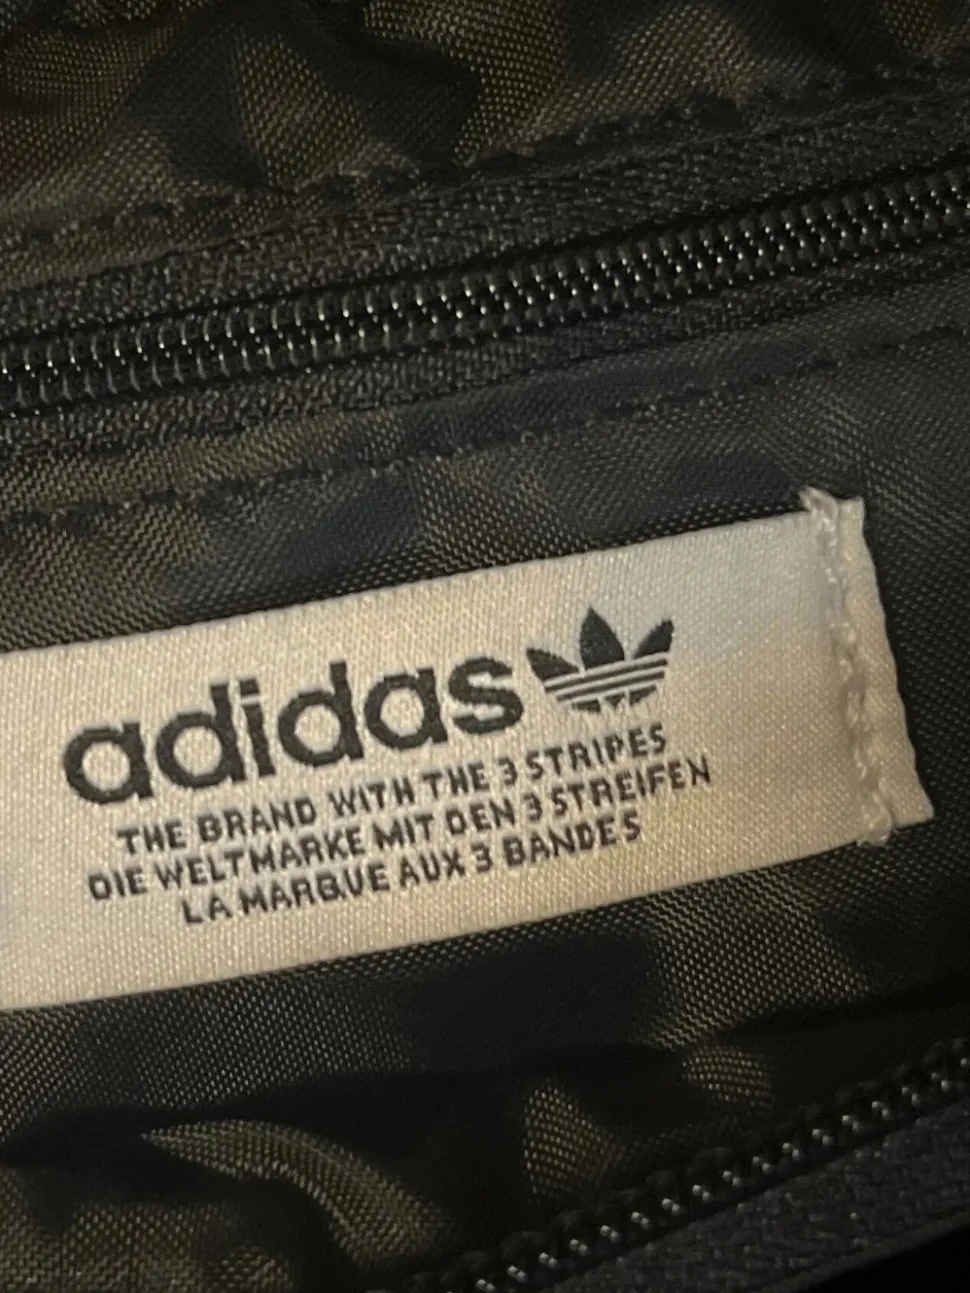 adidas
THE BRAND WITH THE 3 STRIPES
DIE WELTMARKE MIT DEN 3 STREIFEN
LA MARQUE AUX 3 BANDES